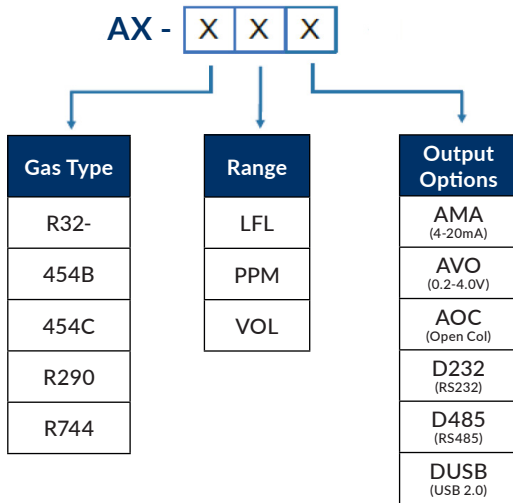 AX - X X X
Gas Type
R32-
454B
454C
R290
R744
Range
LFL
PPM
VOL
Output
Options
AMA
(4-20mA)
AVO
(0.2-4.0V)
AOC
(Open Col)
D232
(RS232)
D485
(RS485)
DUSB
(USB 2.0)